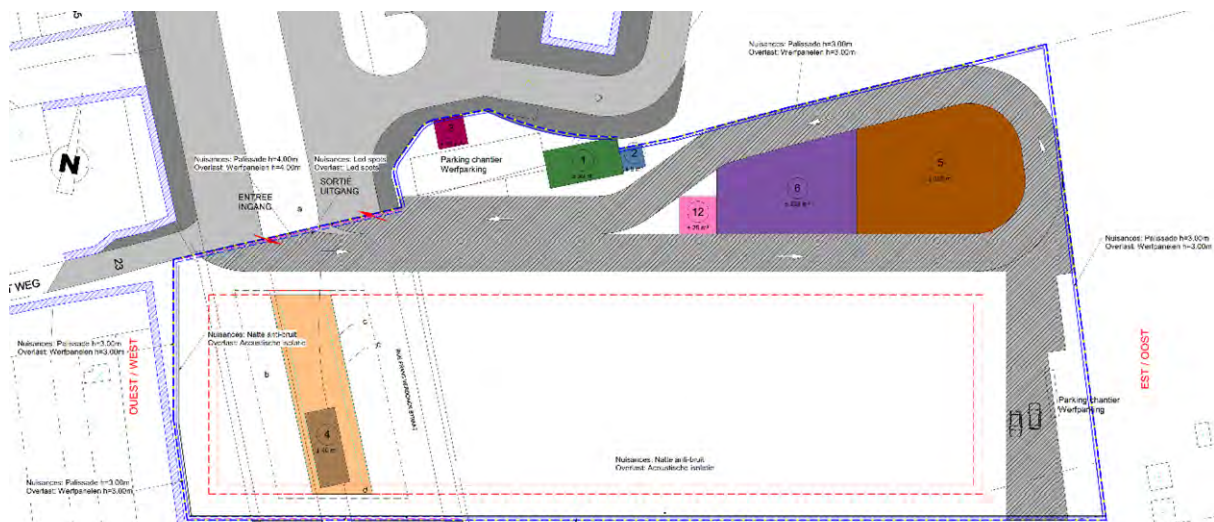 Nuisances: Palissade h=3.00m
Overlast: Werfpanelen h=3.00m
N
Nuisances: Palissade h=4.00m
Overlast: Werfpanelen h=4.00m
Nuisances: Led spots
Overlast: Led spots
Parking chantier
Werfparking
1
2
5
6
12
ENTREE
INGANG
SORTIE
UITGANG
a
Nuisances: Palissade h=3.00m
Overlast: Werfpanelen h=3.00m
23
T WEG
Nuisances: Natte anti-bruit
Overlast: Acoustische isolatie
Nuisances: Palissade h=3.00m
Overlast: Werfpanelen h=3.00m
OUEST / WEST
EST / OOST
b
Parking chantier
Werfparking
4
Nuisances: Natte anti-bruit
Overlast: Acoustische isolatie
Nuisances: Palissade h=3.00m
Overlast: Werfpanelen h=3.00m